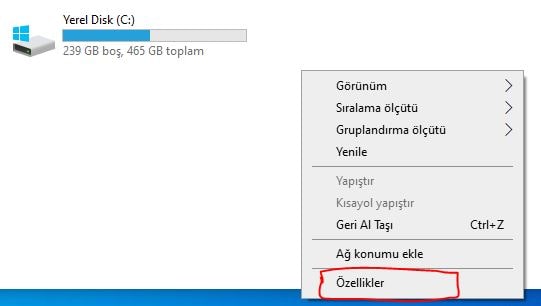 Yerel Disk (C:)
239 GB boş, 465 GB toplam
Görünüm
Sıralama ölçütü
Gruplandırma ölçütü
Yenile
Yapıştır
Kısayol yapıştır
Geri Al Taşı Ctrl+Z
Ağ konumu ekle
Özellikler